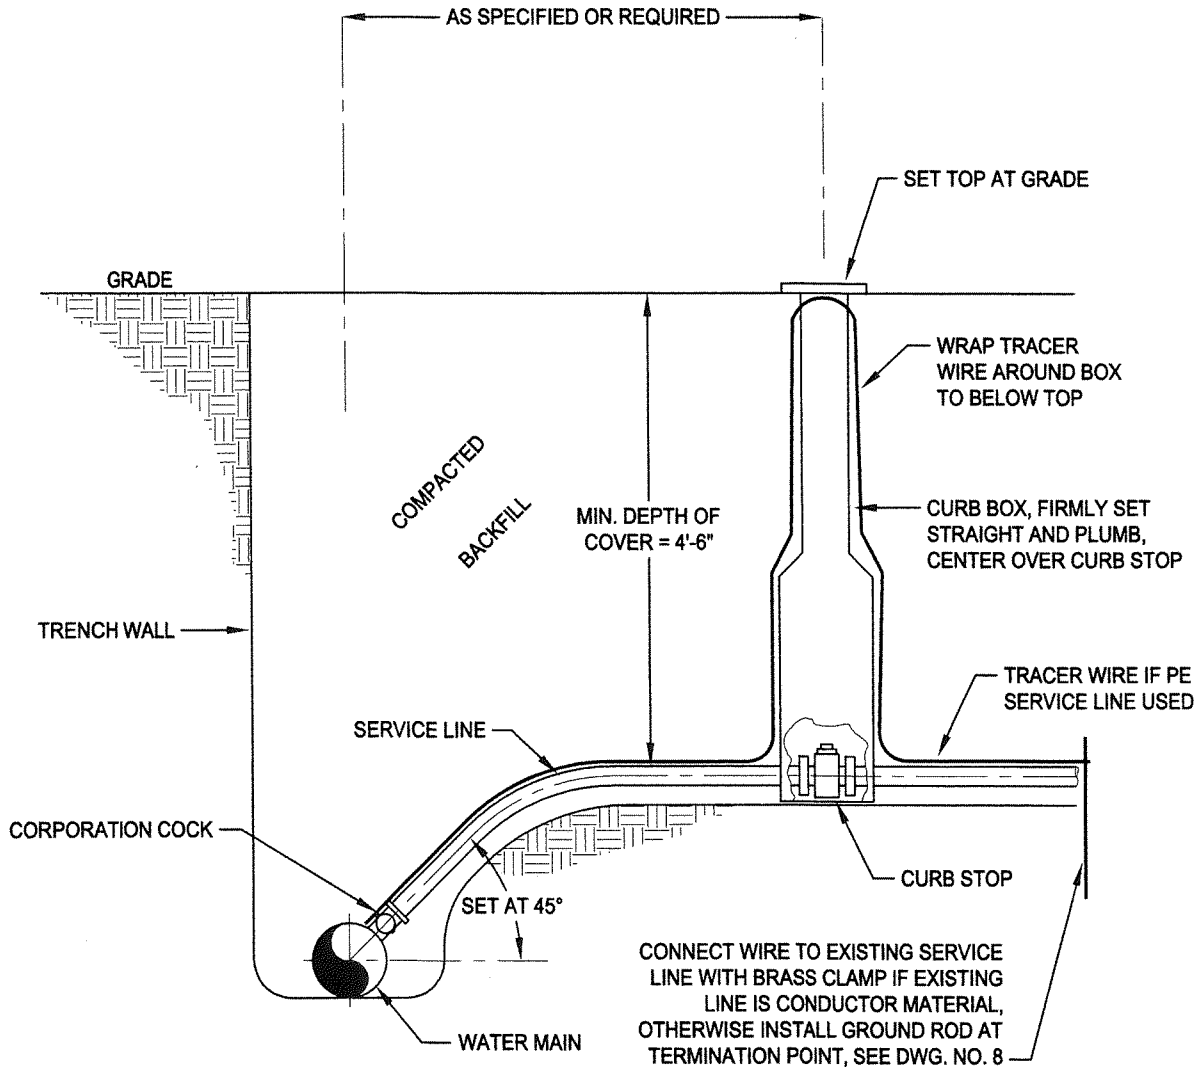 AS SPECIFIED OR REQUIRED
SET TOP AT GRADE
GRADE
WRAP TRACER
WIRE AROUND BOX
TO BELOW TOP
COMPACTED
BACKFILL
MIN. DEPTH OF
COVER = 4'-6"
CURB BOX, FIRMLY SET
STRAIGHT AND PLUMB,
CENTER OVER CURB STOP
TRENCH WALL
TRACER WIRE IF PE
SERVICE LINE USED
SERVICE LINE
CORPORATION COCK
CURB STOP
SET AT 45°
CONNECT WIRE TO EXISTING SERVICE
LINE WITH BRASS CLAMP IF EXISTING
LINE IS CONDUCTOR MATERIAL,
OTHERWISE INSTALL GROUND ROD AT
TERMINATION POINT, SEE DWG. NO. 8
WATER MAIN